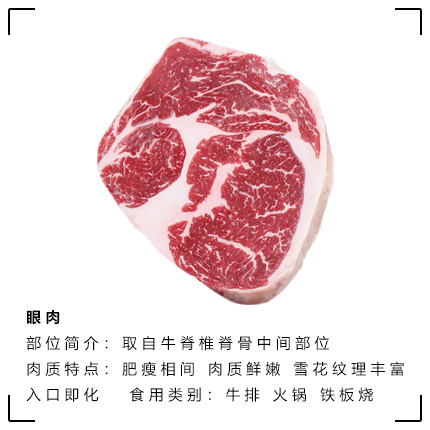 眼肉
部位简介：取自牛脊椎脊骨中间部位
肉质特点：肥瘦相间 肉质鲜嫩 雪花纹理丰富
入口即化 食用类别：牛排 火锅 铁板烧